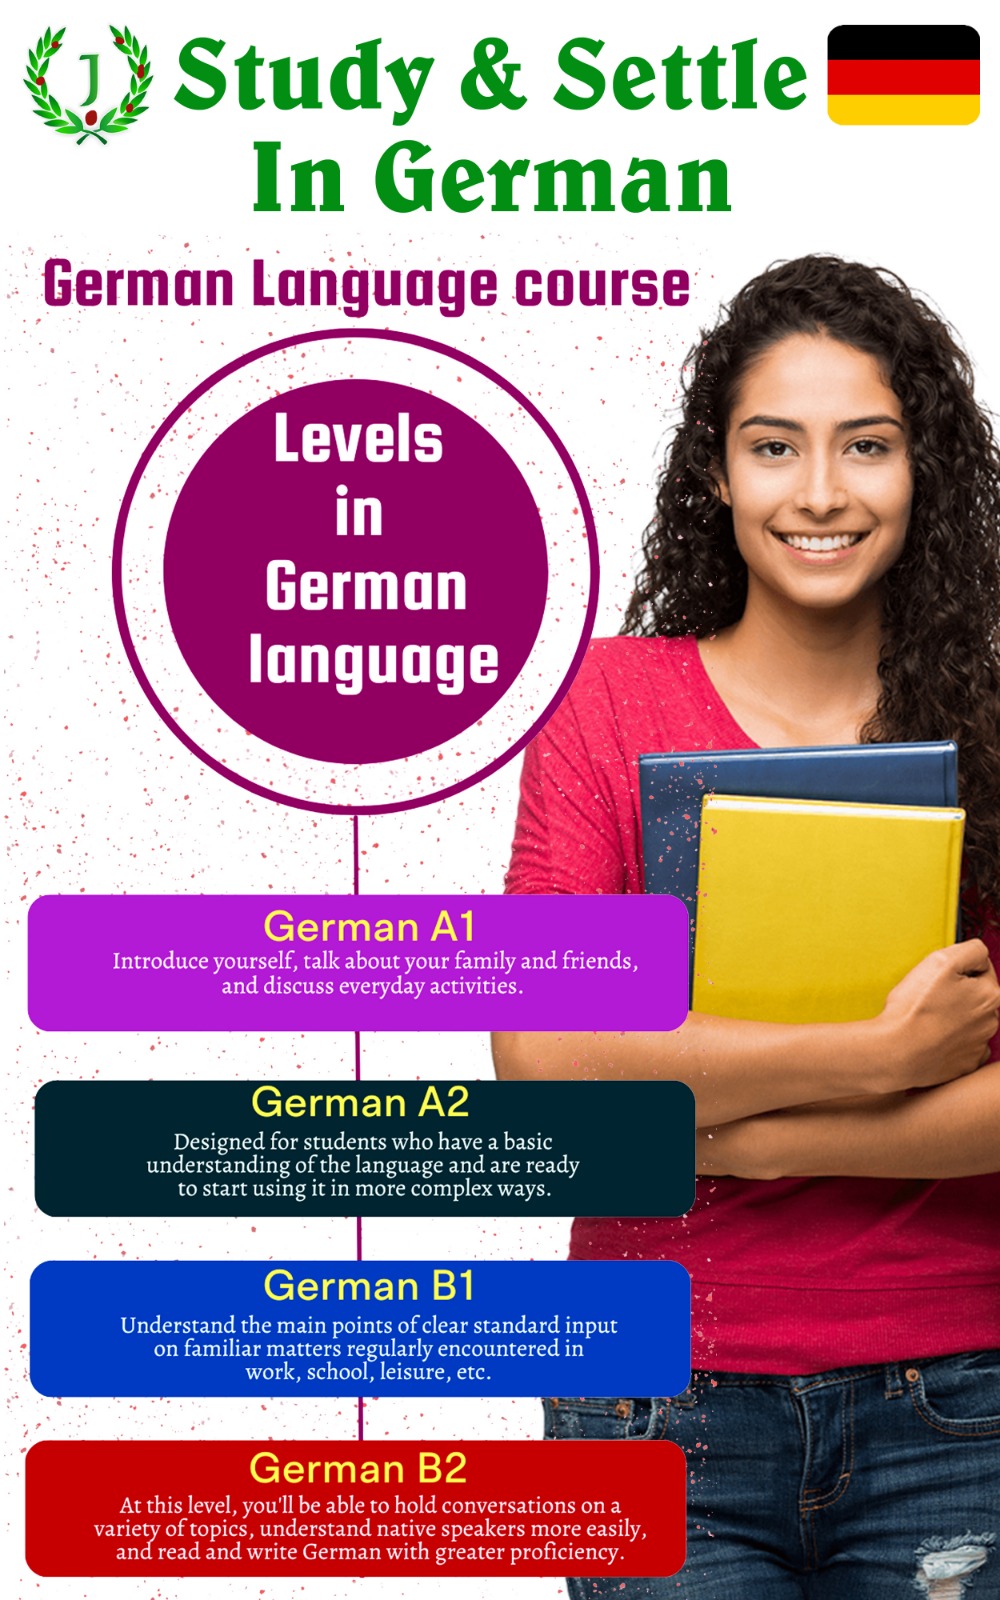 J
Study & Settle
In German
German Language course
Levels
in
German
language
German A1
Introduce yourself, talk about your family and friends,
and discuss everyday activities.
German A2
Designed for students who have a basic
understanding of the language and are ready
to start using it in more complex ways.
German B1
Understand the main points of clear standard input
on familiar matters regularly encountered in
work, school, leisure, etc.
German B2
At this level, you'll be able to hold conversations on a
variety of topics, understand native speakers more easily,
and read and write German with greater proficiency.